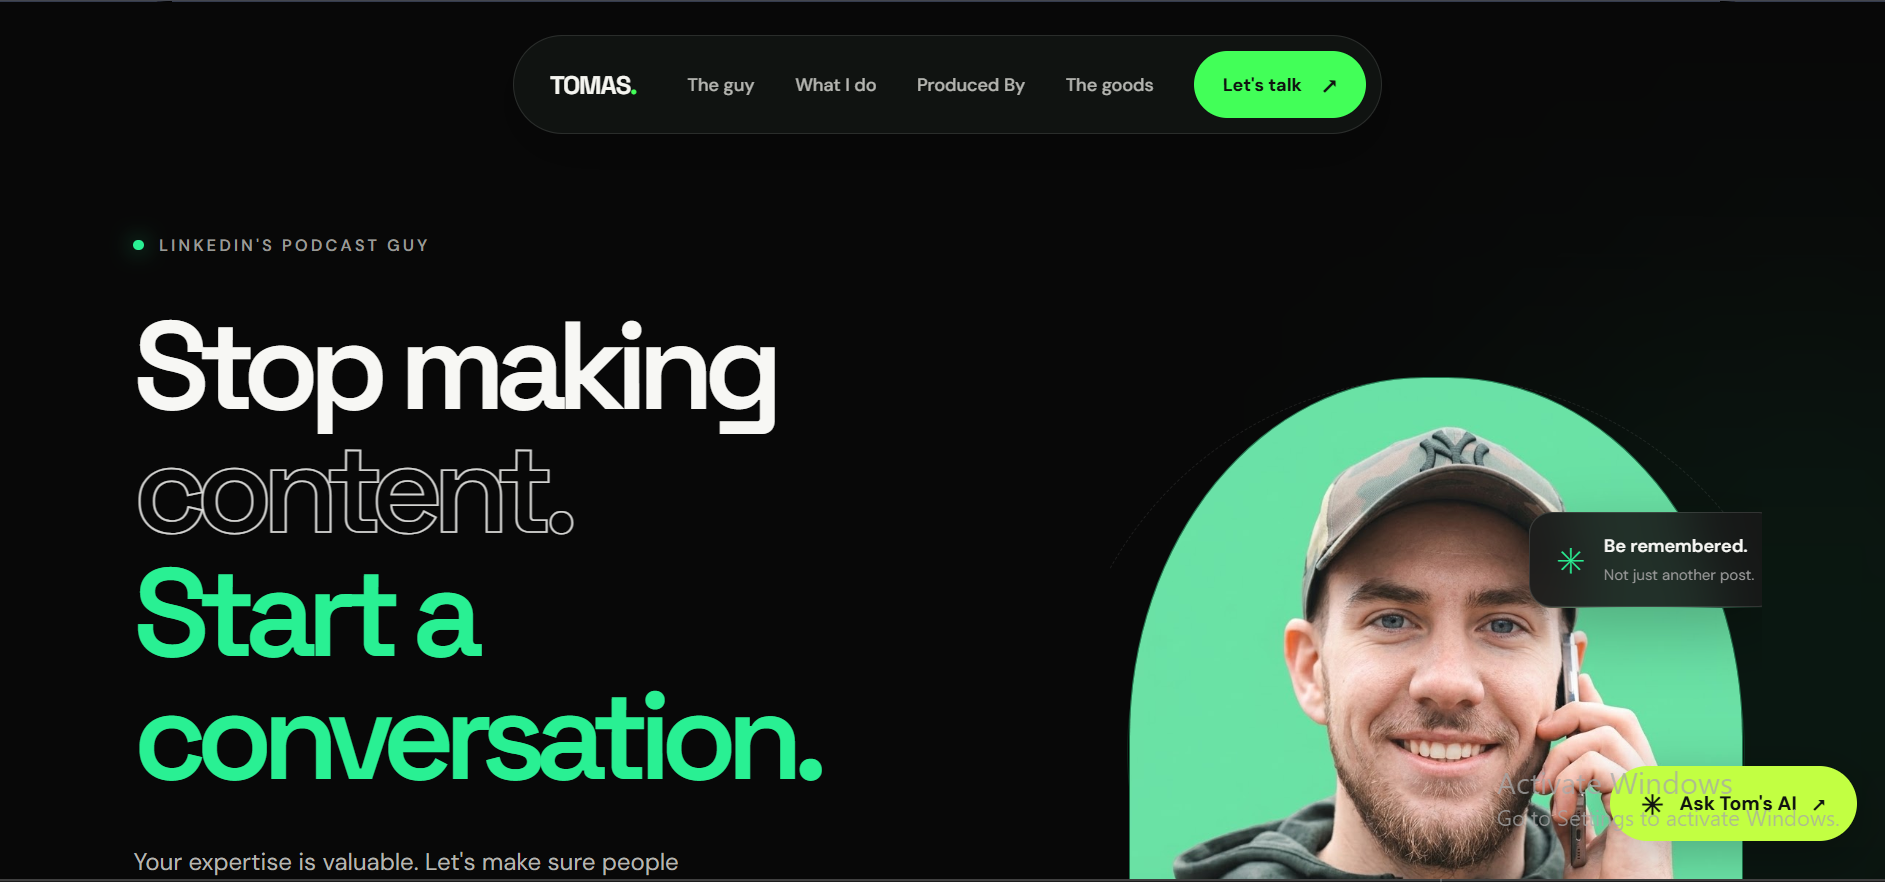 TOMAS.
The guy
What I do
Produced By
The goods
Let's talk ↗
LINKEDIN'S PODCAST GUY
Stop making
content.
Start a
conversation.
Your expertise is valuable. Let's make sure people
NY
Be remembered.
Not just another post.
Ask Tom's AI ↗
Activate Windows
Go to Settings to activate Windows.